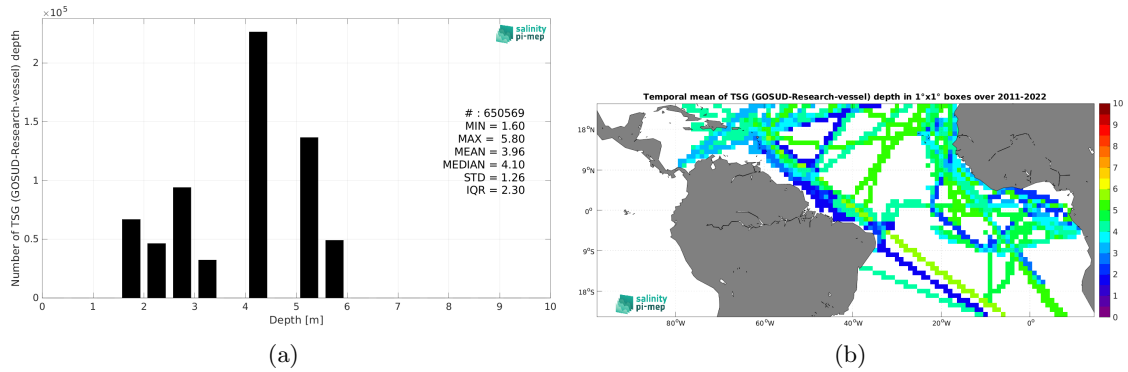 ×10⁵
salinity
pi-mep
Number of TSG (GOSUD-Research-vessel) depth
2
1.5
1
0.5
0
# : 650569
MIN = 1.60
MAX = 5.80
MEAN = 3.96
MEDIAN = 4.10
STD = 1.26
IQR = 2.30
0 1 2 3 4 5 6 7 8 9 10
Depth [m]
(a)
Temporal mean of TSG (GOSUD-Research-vessel) depth in 1°x1° boxes over 2011-2022
18°N
9°N
0°
9°S
18°S
salinity
pi-mep
80°W 60°W 40°W 20°W 0°
10
9
8
7
6
5
4
3
2
1
0
(b)